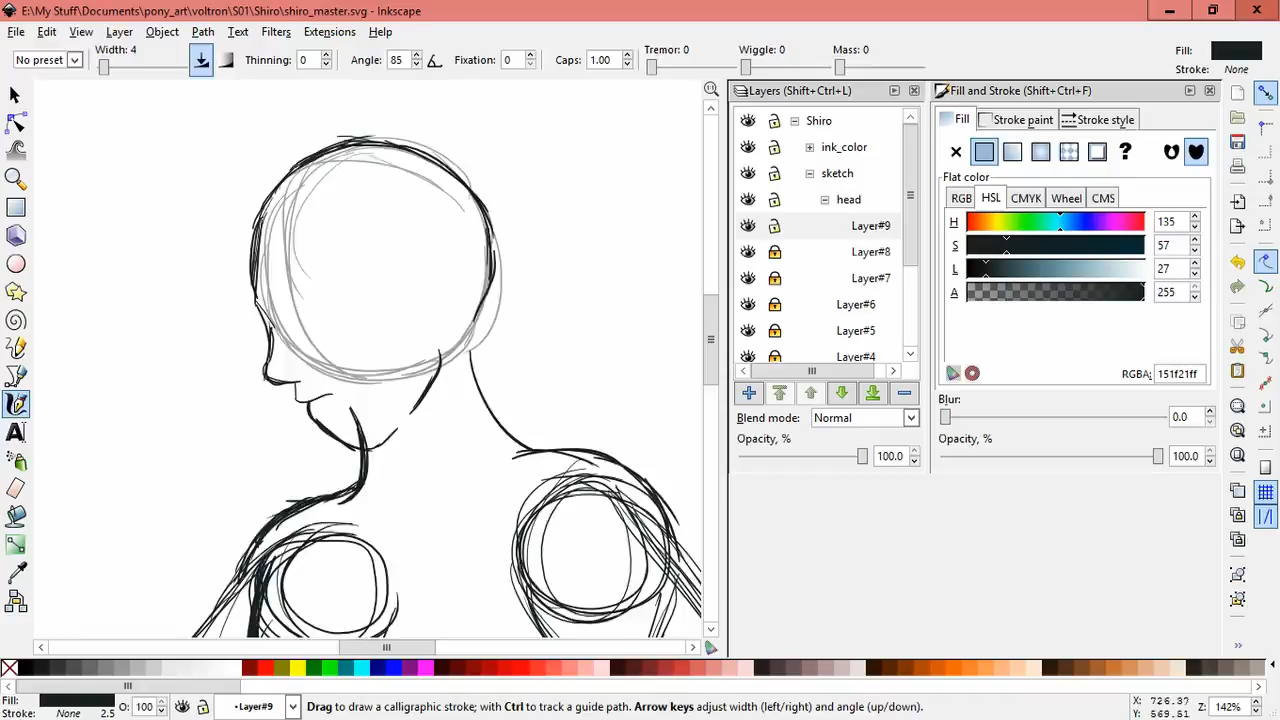 E:\My Stuff\Documents\pony_art\voltron\S01\Shiro\shiro_master.svg - Inkscape
File Edit View Layer Object Path Text Filters Extensions Help
No preset Width: 4 Thinning: 0 Angle: 85 Fixation: 0 Caps: 1.00 Tremor: 0 Wiggle: 0 Mass: 0
Fill:
Stroke: None
Layers (Shift+Ctrl+L)
Shiro
ink_color
sketch
head
Layer#9
Layer#8
Layer#7
Layer#6
Layer#5
Layer#4
Blend mode: Normal
Opacity, % 100.0
Fill and Stroke (Shift+Ctrl+F)
Fill Stroke paint Stroke style
?
Flat color
RGB HSL CMYK Wheel CMS
H 135
S 57
L 27
A 255
RGBA: 151f21ff
Blur: 0.0
Opacity, % 100.0
Fill:
Stroke: None 2.5
O: 100
•Layer#9
Drag to draw a calligraphic stroke; with Ctrl to track a guide path. Arrow keys adjust width (left/right) and angle (up/down).
X: 726.37
Y: 569.61
Z: 142%